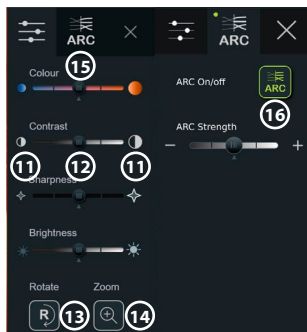 ARC
ARC
Colour
15
ARC On/off
ARC
16
Contrast
ARC Strength
11
12
11
Sharpness
Brightness
Rotate
Zoom
R
13
14